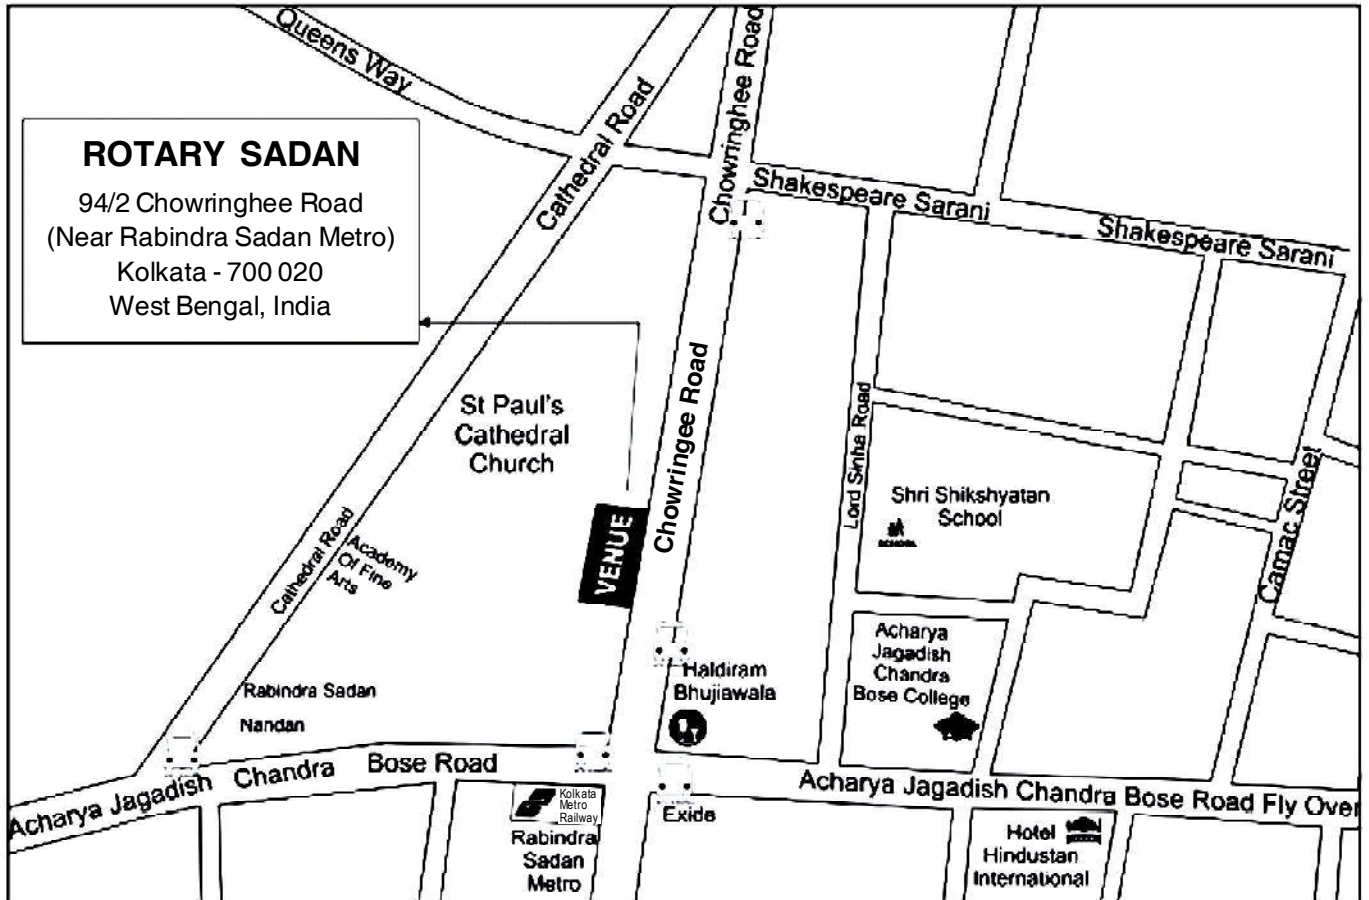 Queens Way
Cathedral Road
Chowringhee Road
ROTARY SADAN
94/2 Chowringhee Road
(Near Rabindra Sadan Metro)
Kolkata - 700 020
West Bengal, India
Shakespeare Sarani
Shakespeare Sarani
St Paul's
Cathedral
Church
Chowringee Road
VENUE
Lord Sinha Road
Shri Shikshyatan
School
SCHOOL
Camac Street
Cathedral Road
Academy
Of Fine
Arts
Acharya
Jagadish
Chandra
Bose College
Haldiram
Bhujiawala
Rabindra Sadan
Nandan
Acharya Jagadish Chandra Bose Road
Acharya Jagadish Chandra Bose Road Fly Over
Kolkata
Metro
Railway
Rabindra
Sadan
Metro
Exide
Hotel
Hindustan
International